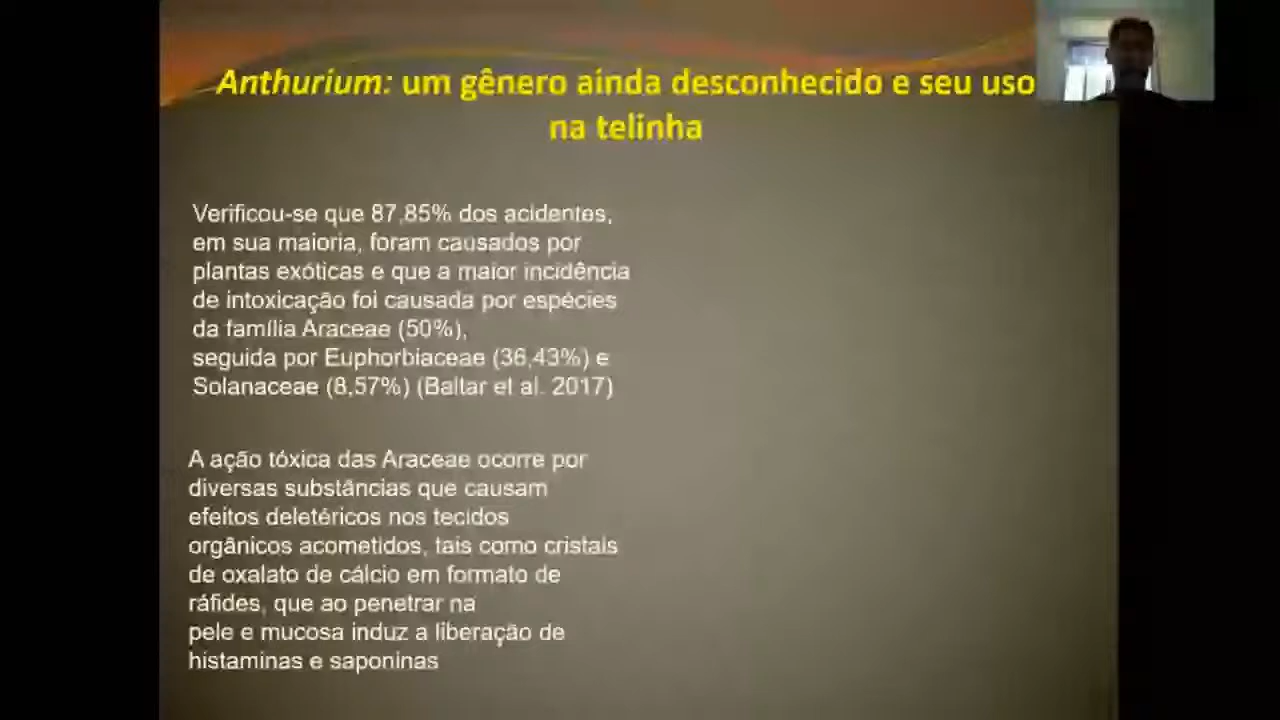 Anthurium: um gênero ainda desconhecido e seu uso
na telinha
Verificou-se que 87,85% dos acidentes,
em sua maioria, foram causados por
plantas exóticas e que a maior incidência
de intoxicação foi causada por espécies
da família Araceae (50%),
seguida por Euphorbiaceae (36,43%) e
Solanaceae (8,57%) (Baltar et al. 2017)
A ação tóxica das Araceae ocorre por
diversas substâncias que causam
efeitos deletéricos nos tecidos
orgânicos acometidos, tais como cristais
de oxalato de cálcio em formato de
ráfides, que ao penetrar na
pele e mucosa induz a liberação de
histaminas e saponinas